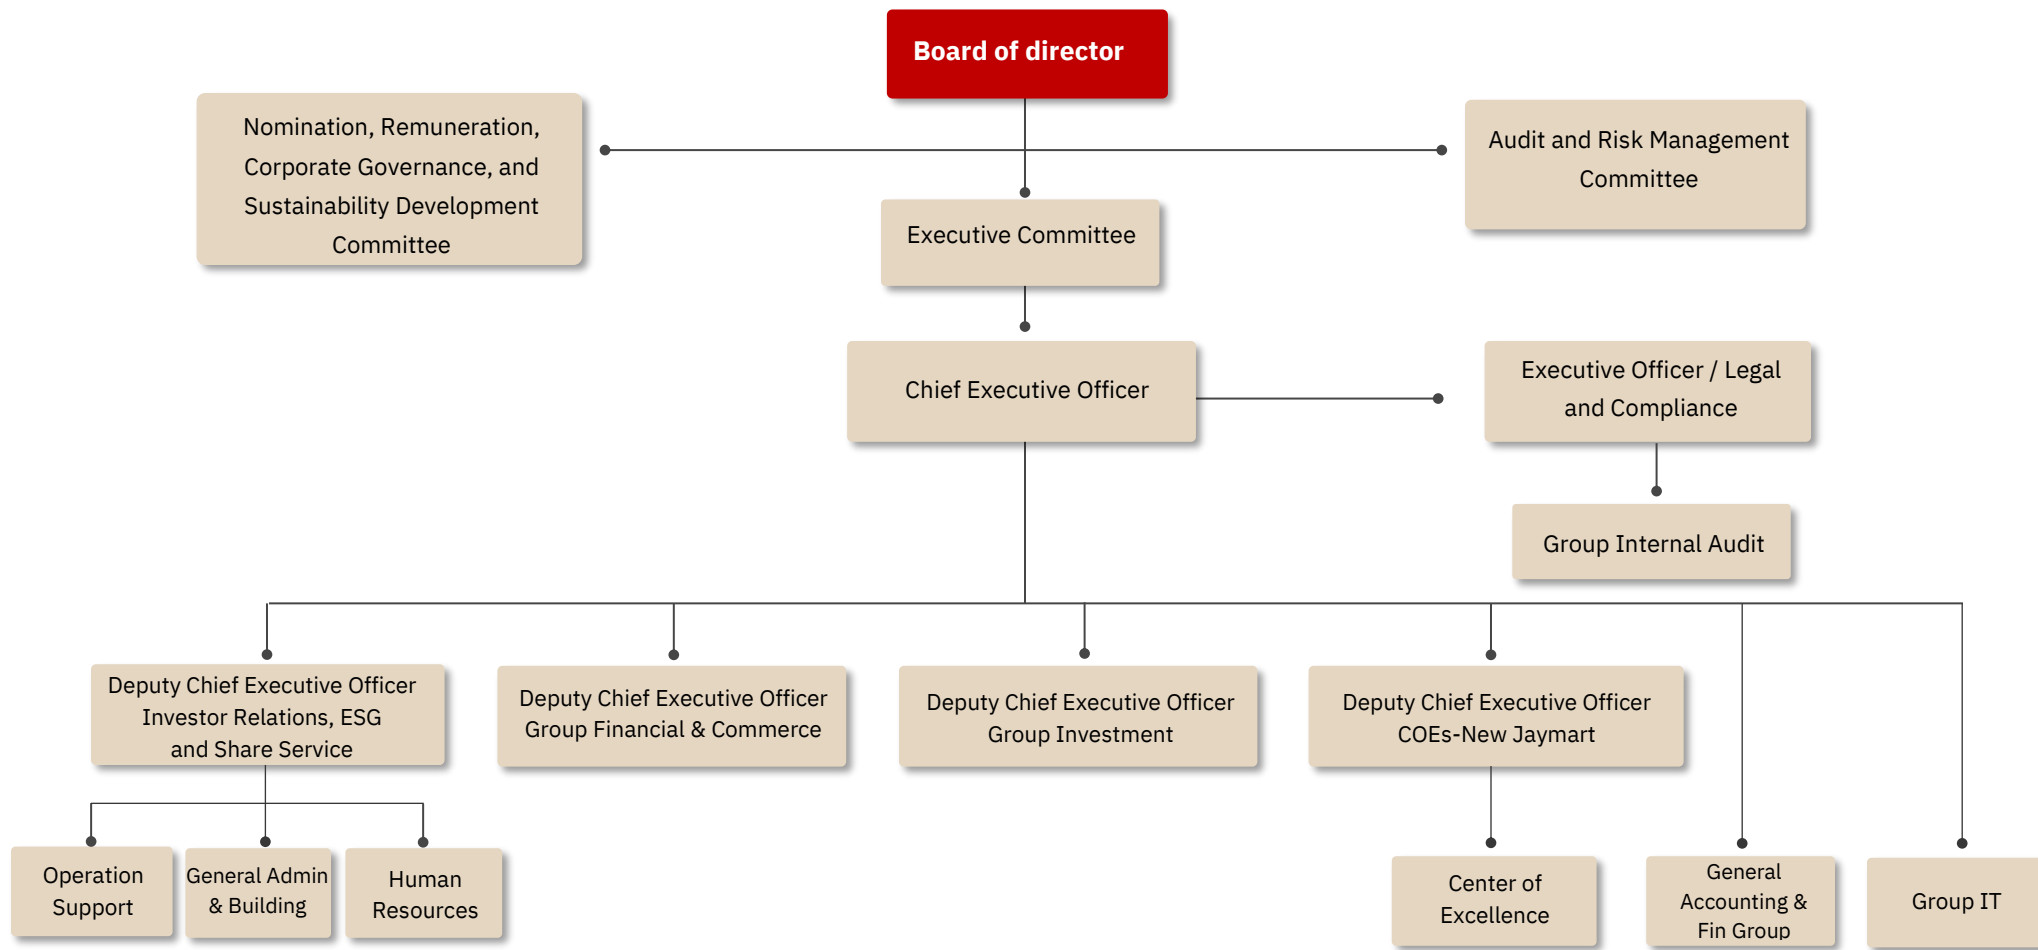 Board of director
Nomination, Remuneration,
Corporate Governance, and
Sustainability Development
Committee
Audit and Risk Management
Committee
Executive Committee
Chief Executive Officer
Executive Officer / Legal
and Compliance
Group Internal Audit
Deputy Chief Executive Officer
Investor Relations, ESG
and Share Service
Deputy Chief Executive Officer
Group Financial & Commerce
Deputy Chief Executive Officer
Group Investment
Deputy Chief Executive Officer
COEs-New Jaymart
Operation
Support
General Admin
& Building
Human
Resources
Center of
Excellence
General
Accounting &
Fin Group
Group IT